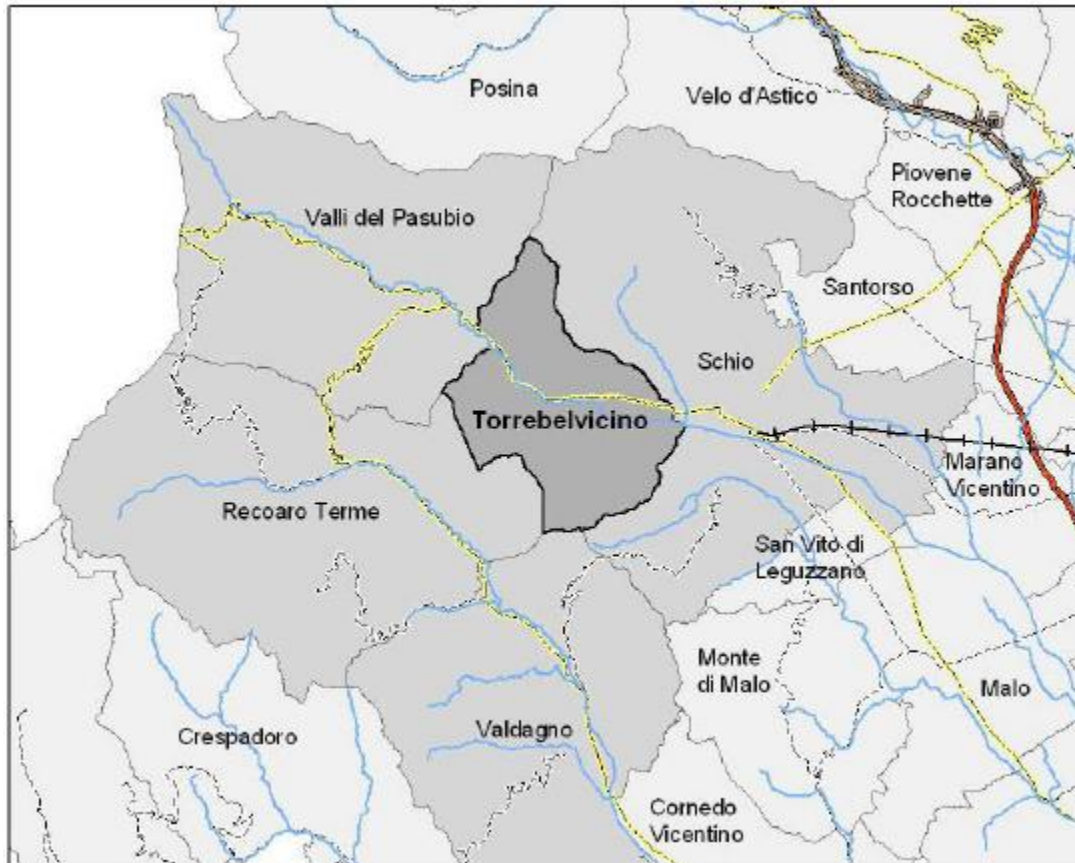 Posina
Velo d'Astico
Piovene
Rocchette
Valli del Pasubio
Santorso
Schio
Torrebelvicino
Marano
Vicentino
Recoaro Terme
San Vito di
Leguzzano
Monte
di Malo
Malo
Valdagno
Crespadoro
Cornedo
Vicentino